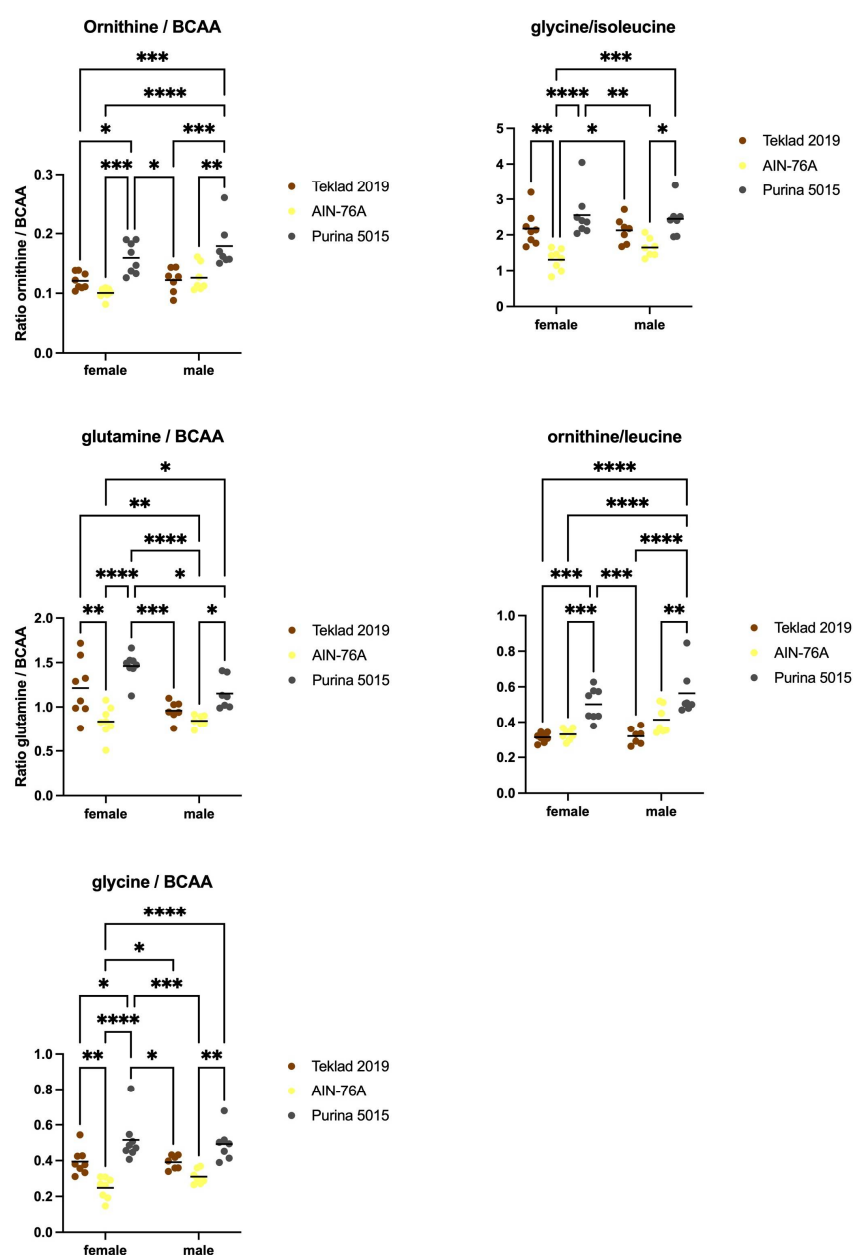 Ornithine / BCAA
***
****
* ***
*** * **
0.3
0.2
0.1
0.0
Ratio ornithine / BCAA
female male
Teklad 2019
AIN-76A
Purina 5015
glycine/isoleucine
***
**** **
** * *
5
4
3
2
1
0
female male
Teklad 2019
AIN-76A
Purina 5015
glutamine / BCAA
*
**
****
**** *
** *** *
2.0
1.5
1.0
0.5
0.0
Ratio glutamine / BCAA
female male
Teklad 2019
AIN-76A
Purina 5015
ornithine/leucine
****
****
****
*** ***
*** **
1.0
0.8
0.6
0.4
0.2
0.0
female male
Teklad 2019
AIN-76A
Purina 5015
glycine / BCAA
****
*
* ***
****
** * **
1.0
0.8
0.6
0.4
0.2
0.0
female male
Teklad 2019
AIN-76A
Purina 5015